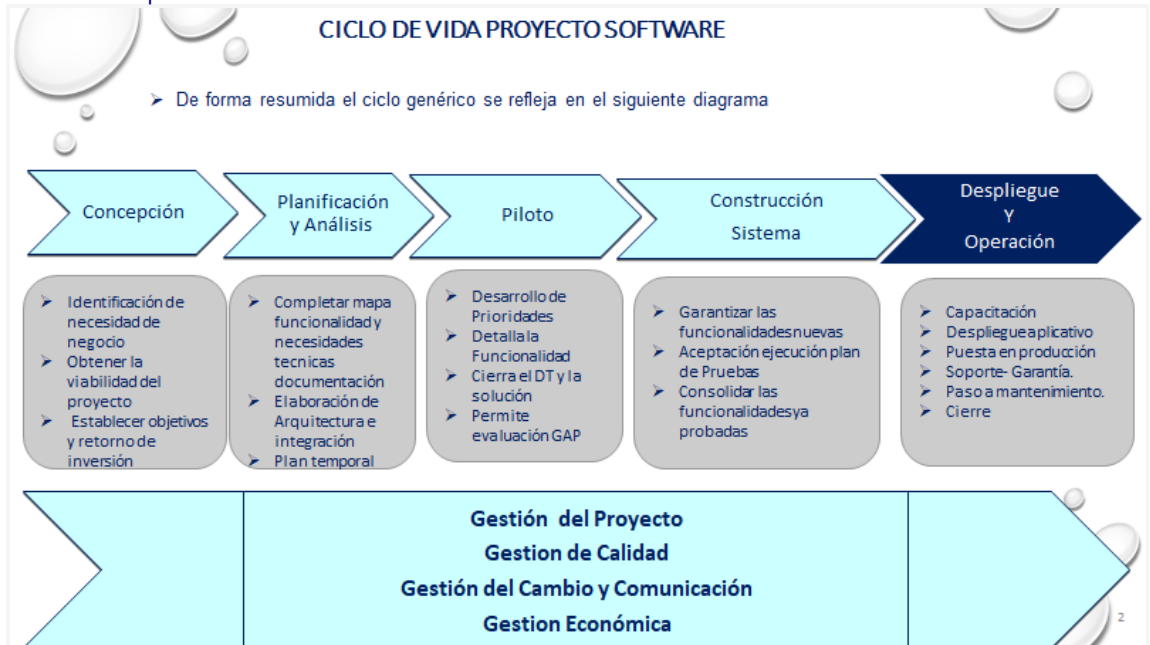 CICLO DE VIDA PROYECTO SOFTWARE
➢ De forma resumida el ciclo genérico se refleja en el siguiente diagrama
Concepción
Planificación
y Análisis
Piloto
Construcción
Sistema
Despliegue
Y
Operación
➢ Identificación de
necesidad de
negocio
➢ Obtener la
viabilidad del
proyecto
➢ Establecer objetivos
y retorno de
inversión
➢ Completar mapa
funcionalidad y
necesidades
tecnicas
documentación
➢ Elaboración de
Arquitectura e
integración
➢ Plan temporal
➢ Desarrollo de
Prioridades
➢ Detalla la
Funcionalidad
➢ Cierra el DT y la
solución
➢ Permite
evaluación GAP
➢ Garantizar las
funcionalidades nuevas
➢ Aceptación ejecución plan
de Pruebas
➢ Consolidar las
funcionalidades ya
probadas
➢ Capacitación
➢ Despliegue aplicativo
➢ Puesta en producción
➢ Soporte- Garantía.
➢ Paso a mantenimiento.
➢ Cierre
Gestión del Proyecto
Gestion de Calidad
Gestión del Cambio y Comunicación
Gestion Económica
2